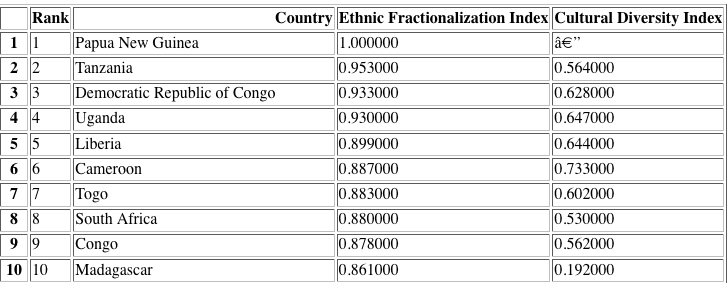 Rank Country Ethnic Fractionalization Index Cultural Diversity Index
1 1 Papua New Guinea 1.000000 â€”
2 2 Tanzania 0.953000 0.564000
3 3 Democratic Republic of Congo 0.933000 0.628000
4 4 Uganda 0.930000 0.647000
5 5 Liberia 0.899000 0.644000
6 6 Cameroon 0.887000 0.733000
7 7 Togo 0.883000 0.602000
8 8 South Africa 0.880000 0.530000
9 9 Congo 0.878000 0.562000
10 10 Madagascar 0.861000 0.192000